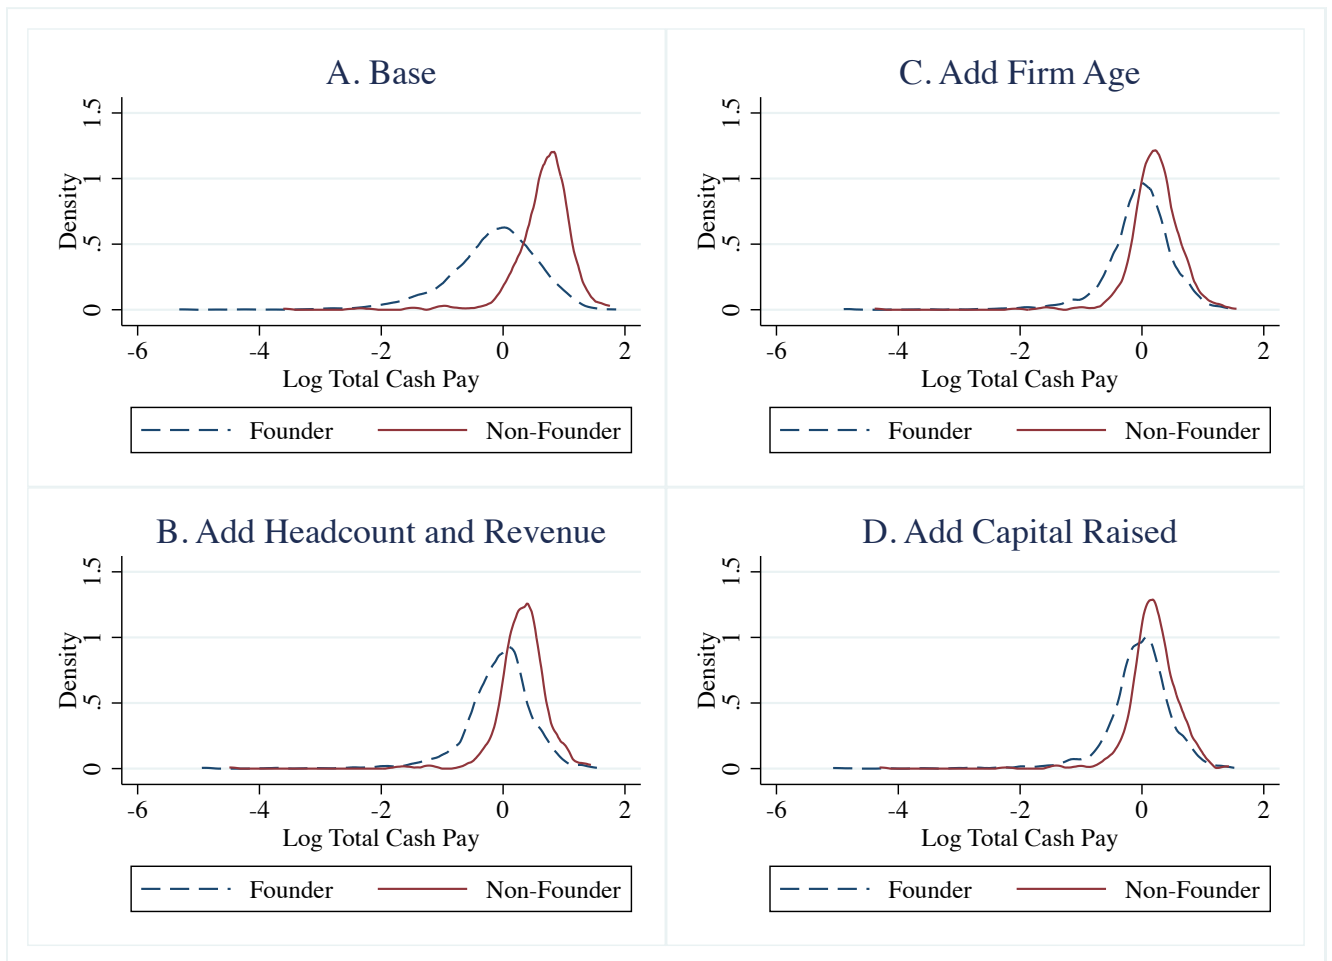 A. Base
1.5
1
.5
0
Density
-6 -4 -2 0 2
Log Total Cash Pay
Founder Non-Founder
C. Add Firm Age
1.5
1
.5
0
Density
-6 -4 -2 0 2
Log Total Cash Pay
Founder Non-Founder
B. Add Headcount and Revenue
1.5
1
.5
0
Density
-6 -4 -2 0 2
Log Total Cash Pay
Founder Non-Founder
D. Add Capital Raised
1.5
1
.5
0
Density
-6 -4 -2 0 2
Log Total Cash Pay
Founder Non-Founder